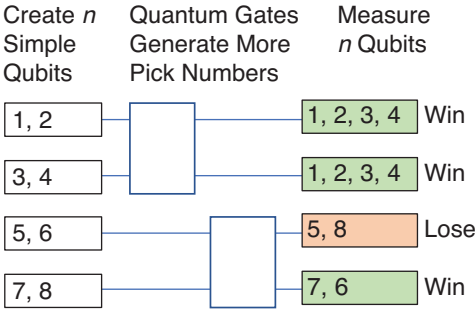 Create n
Simple
Qubits
Quantum Gates
Generate More
Pick Numbers
Measure
n Qubits
1, 2
1, 2, 3, 4 Win
3, 4
1, 2, 3, 4 Win
5, 6
5, 8 Lose
7, 8
7, 6 Win